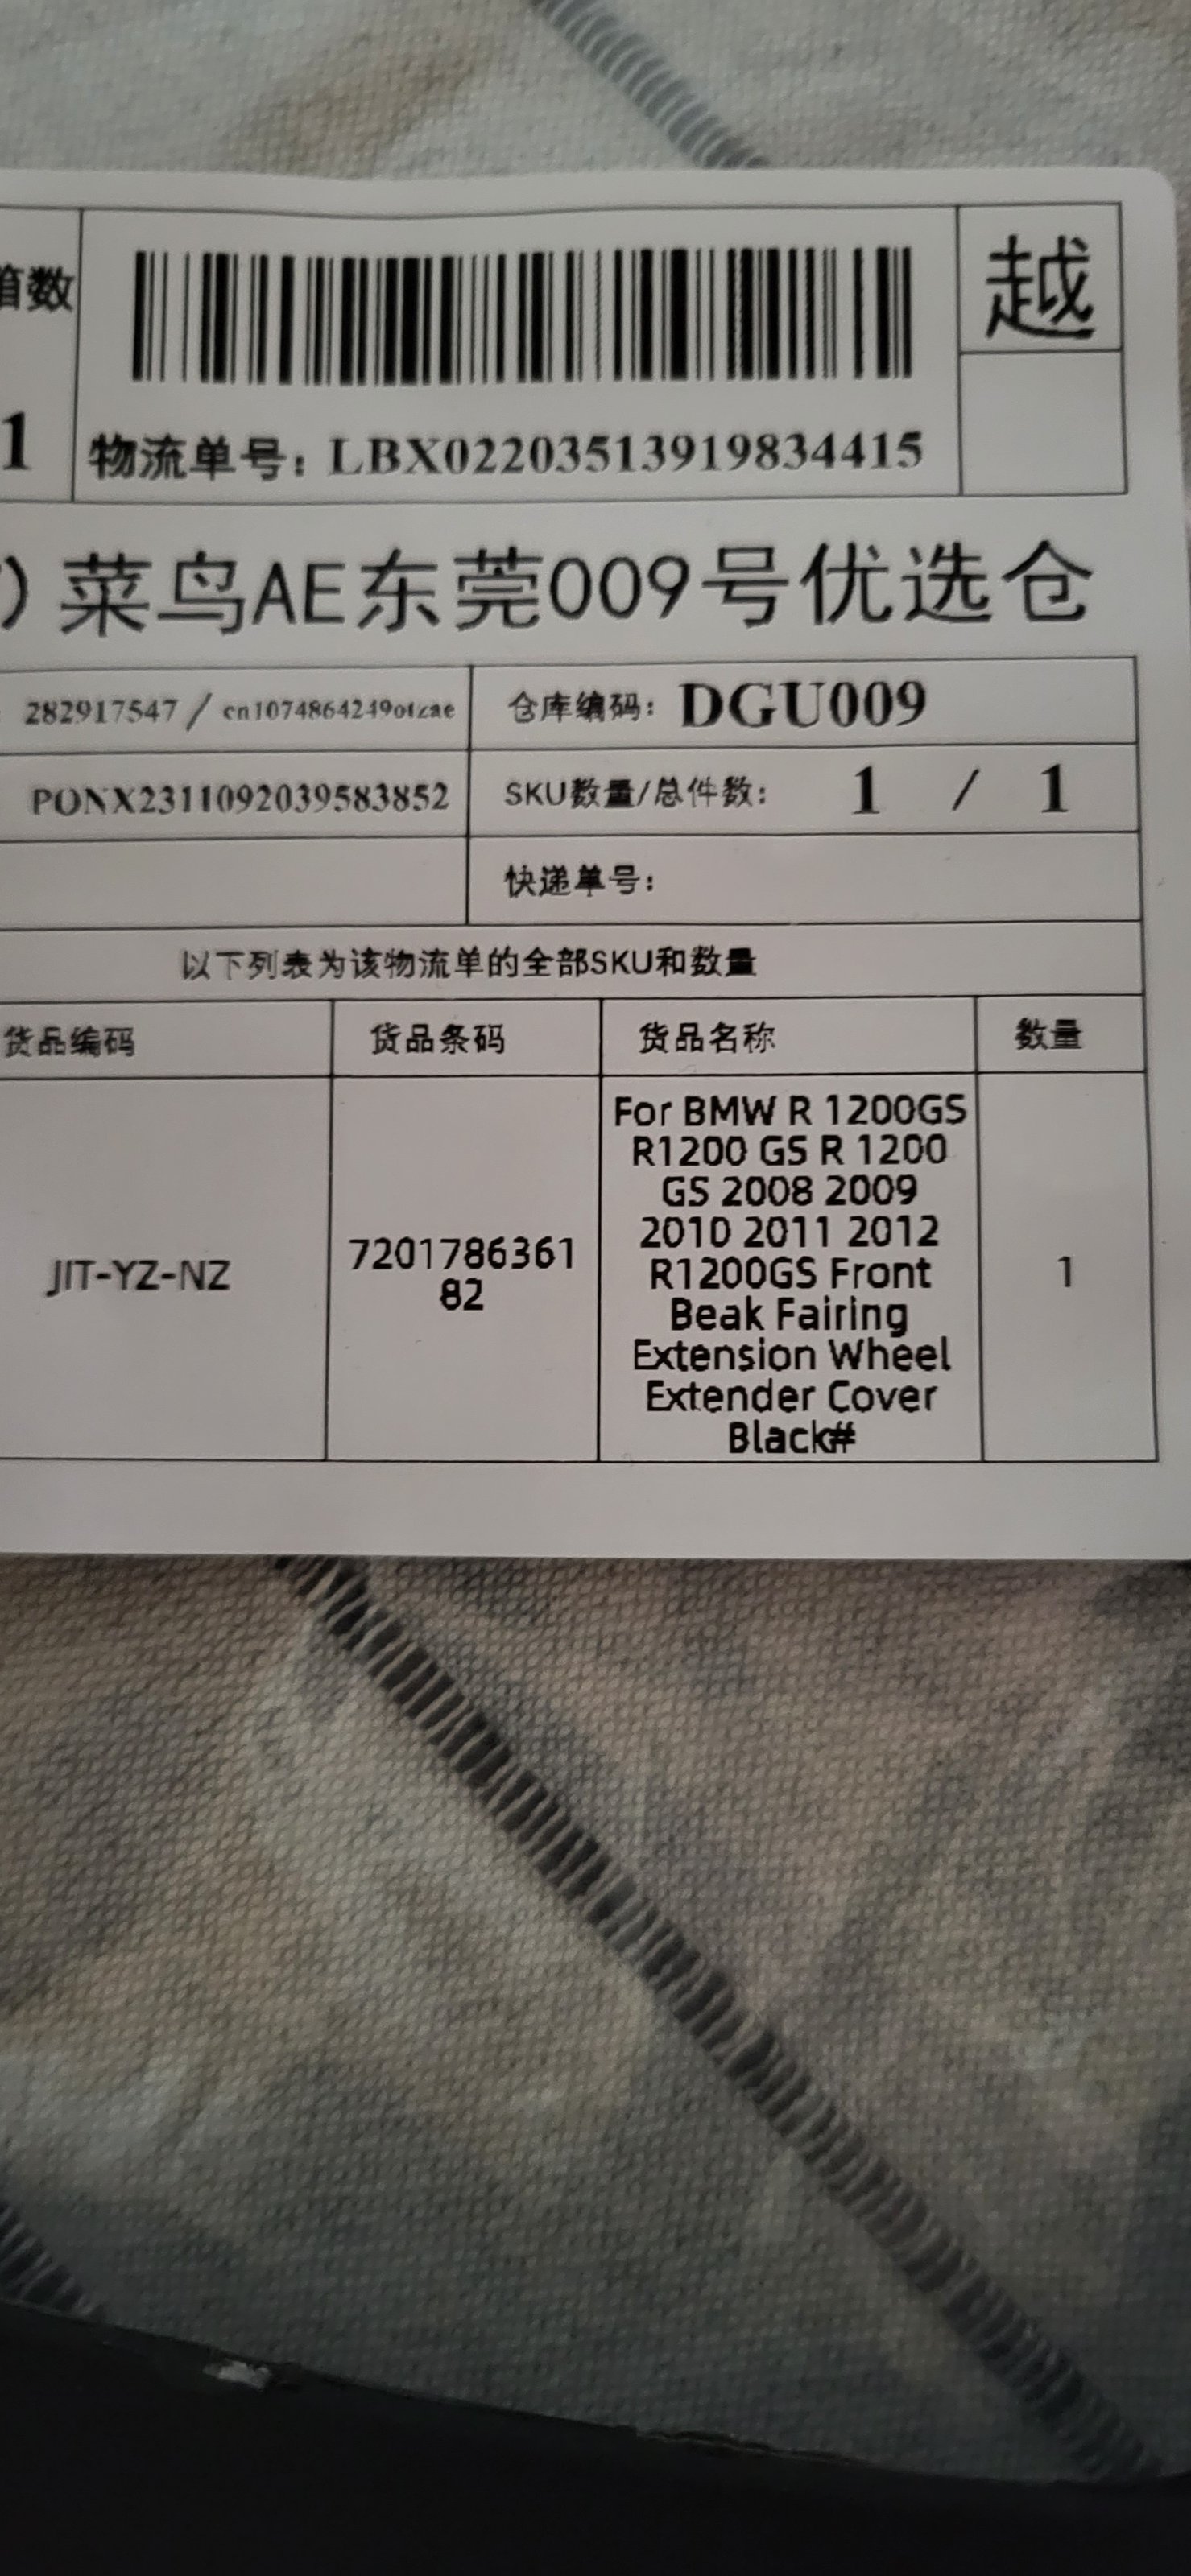 箱数
越
1
物流单号: LBX02203513919834415
) 菜鸟AE东莞009号优选仓
282917547 / cn1074864249otzae
仓库编码: DGU009
PONX2311092039583852
SKU数量/总件数: 1 / 1
快递单号:
以下列表为该物流单的全部SKU和数量
货品编码 货品条码 货品名称 数量
JIT-YZ-NZ
7201786361
82
For BMW R 1200GS
R1200 GS R 1200
GS 2008 2009
2010 2011 2012
R1200GS Front
Beak Fairing
Extension Wheel
Extender Cover
Black#
1